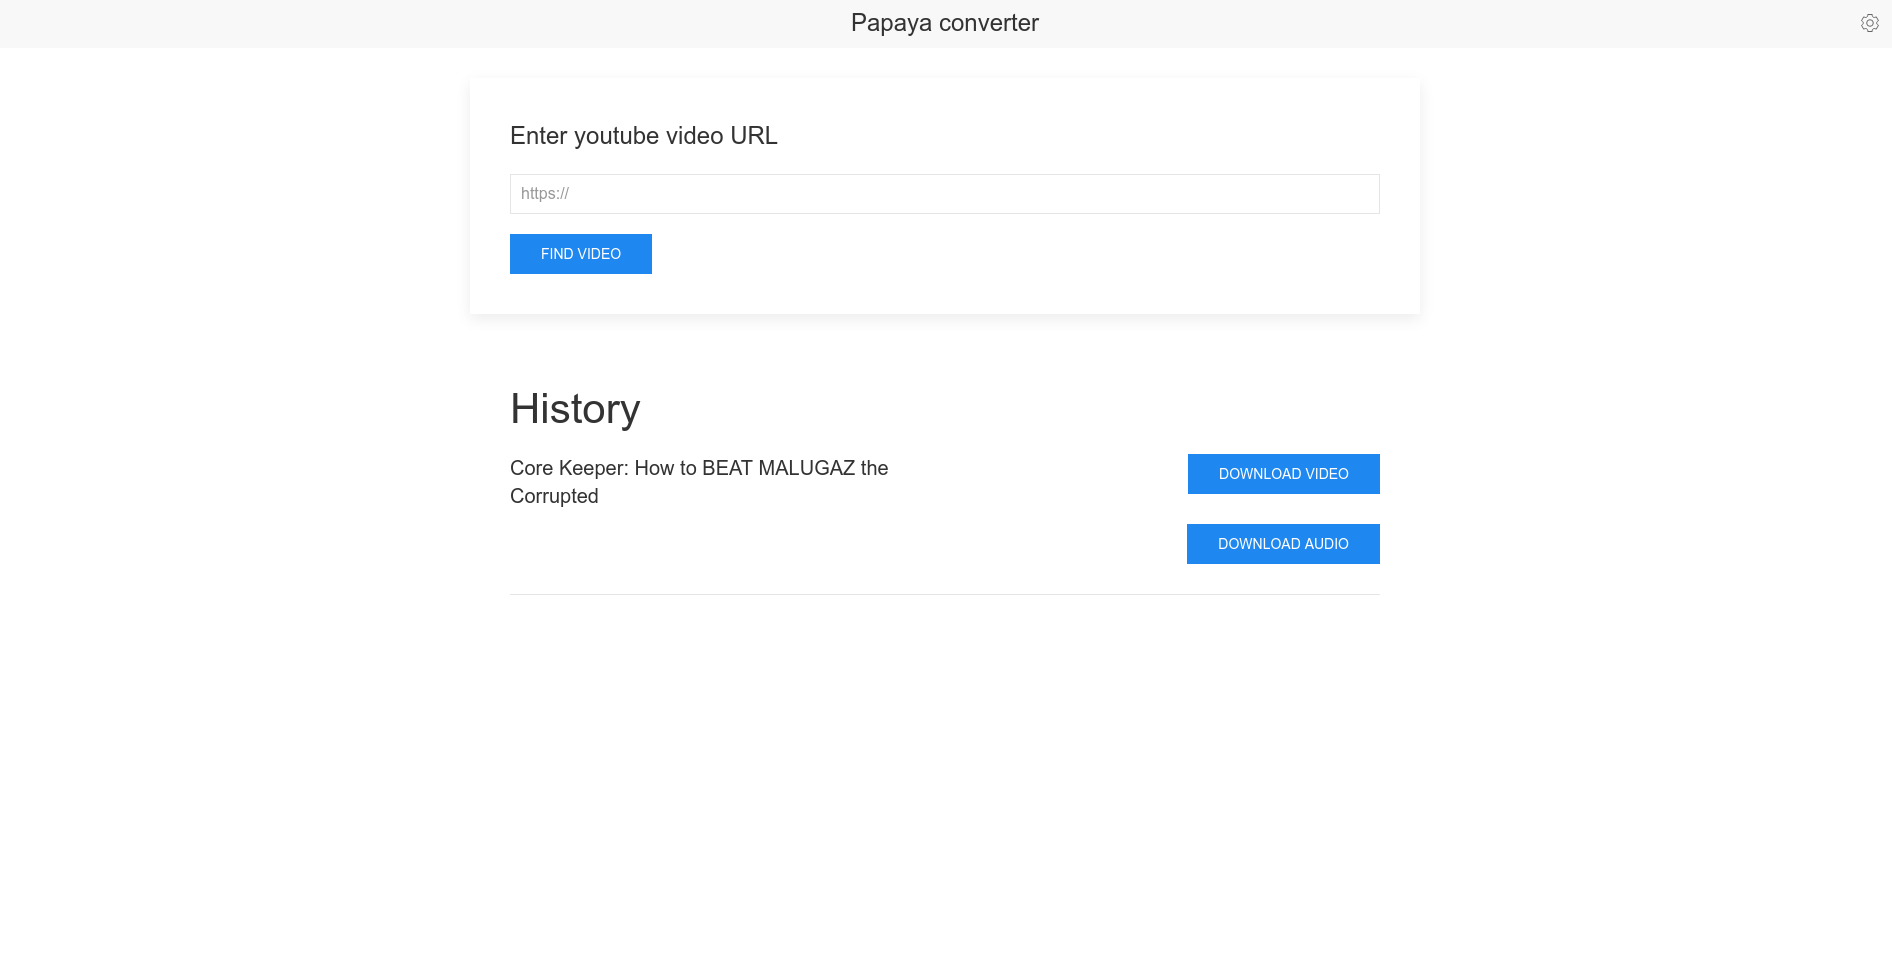 Papaya converter
Enter youtube video URL
https://
FIND VIDEO
History
Core Keeper: How to BEAT MALUGAZ the
Corrupted
DOWNLOAD VIDEO
DOWNLOAD AUDIO